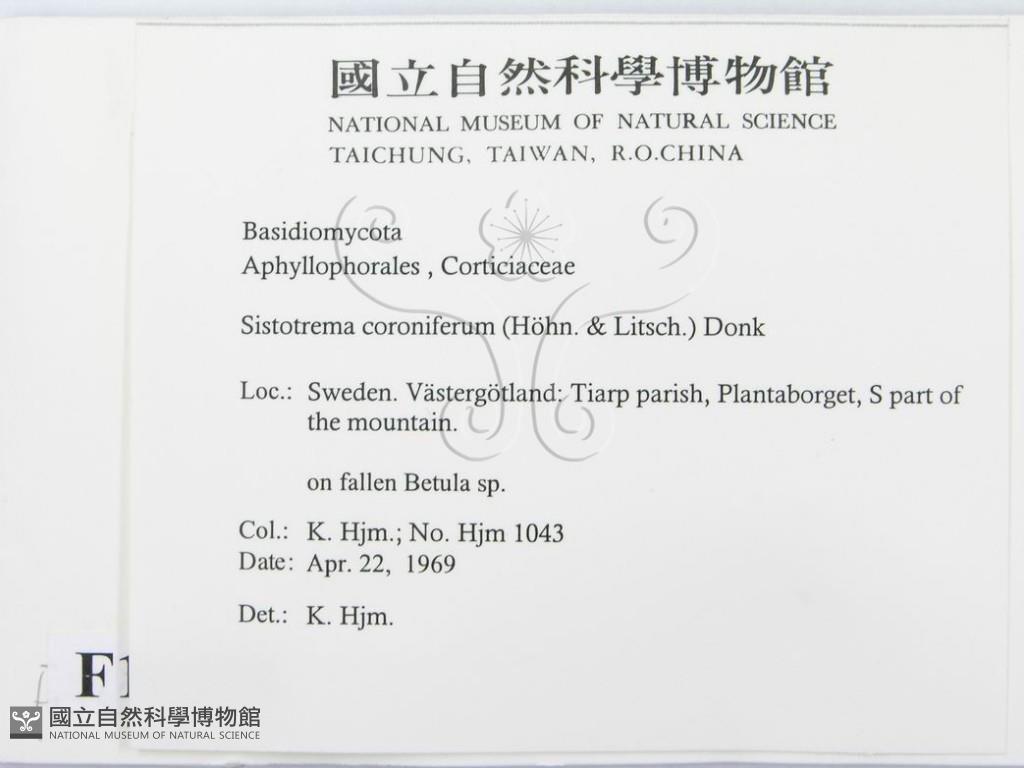 國立自然科學博物館
NATIONAL MUSEUM OF NATURAL SCIENCE
TAICHUNG, TAIWAN, R.O.CHINA
Basidiomycota
Aphyllophorales , Corticiaceae
Sistotrema coroniferum (Höhn. & Litsch.) Donk
Loc.: Sweden. Västergötland: Tiarp parish, Plantaborget, S part of
the mountain.
on fallen Betula sp.
Col.: K. Hjm.; No. Hjm 1043
Date: Apr. 22, 1969
Det.: K. Hjm.
F1
國立自然科學博物館
NATIONAL MUSEUM OF NATURAL SCIENCE